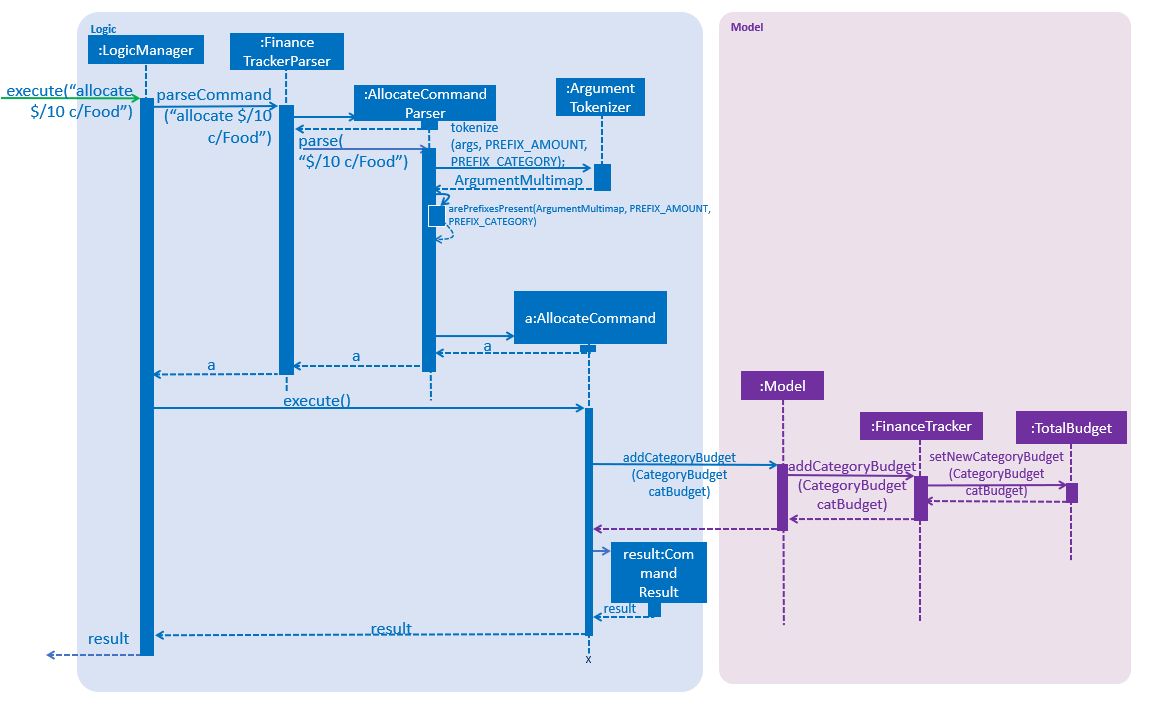 Logic
Model
:LogicManager
:Finance
TrackerParser
:AllocateCommand
Parser
:Argument
Tokenizer
execute(“allocate
$/10 c/Food”)
parseCommand
(“allocate $/10
c/Food”)
parse(
“$/10 c/Food”)
tokenize
(args, PREFIX_AMOUNT,
PREFIX_CATEGORY);
ArgumentMultimap
arePrefixesPresent(ArgumentMultimap, PREFIX_AMOUNT,
PREFIX_CATEGORY)
a:AllocateCommand
a
a
a
execute()
:Model
:FinanceTracker
:TotalBudget
addCategoryBudget
(CategoryBudget
catBudget)
addCategoryBudget
(CategoryBudget
catBudget)
setNewCategoryBudget
(CategoryBudget
catBudget)
result:Com
mand
Result
result
result
result
x